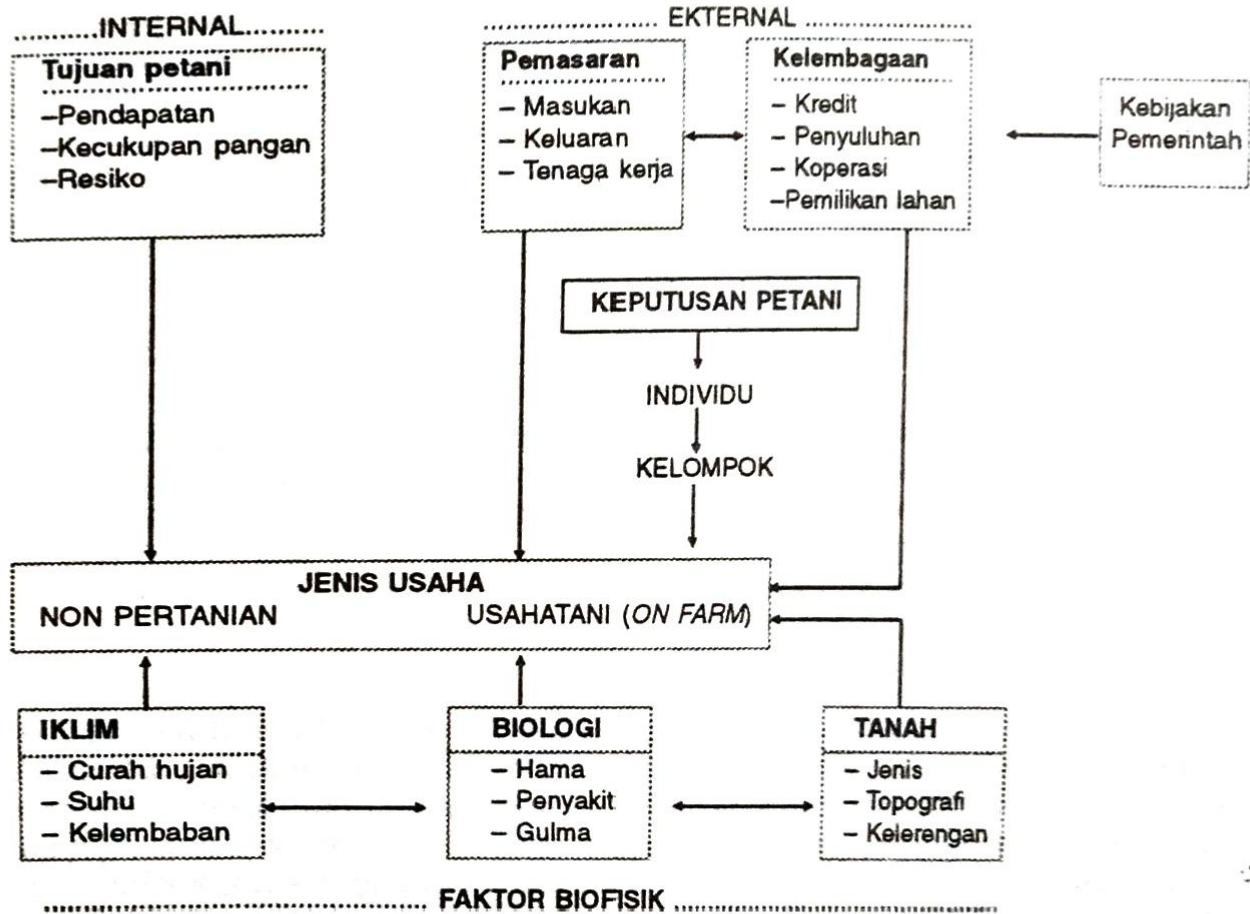 INTERNAL
EKTERNAL
Tujuan petani
–Pendapatan
–Kecukupan pangan
–Resiko
Pemasaran
– Masukan
– Keluaran
– Tenaga kerja
Kelembagaan
– Kredit
– Penyuluhan
– Koperasi
–Pemilikan lahan
Kebijakan
Pemerintah
KEPUTUSAN PETANI
INDIVIDU
KELOMPOK
JENIS USAHA
NON PERTANIAN USAHATANI (ON FARM)
IKLIM
– Curah hujan
– Suhu
– Kelembaban
BIOLOGI
– Hama
– Penyakit
– Gulma
TANAH
– Jenis
– Topografi
– Kelerengan
FAKTOR BIOFISIK